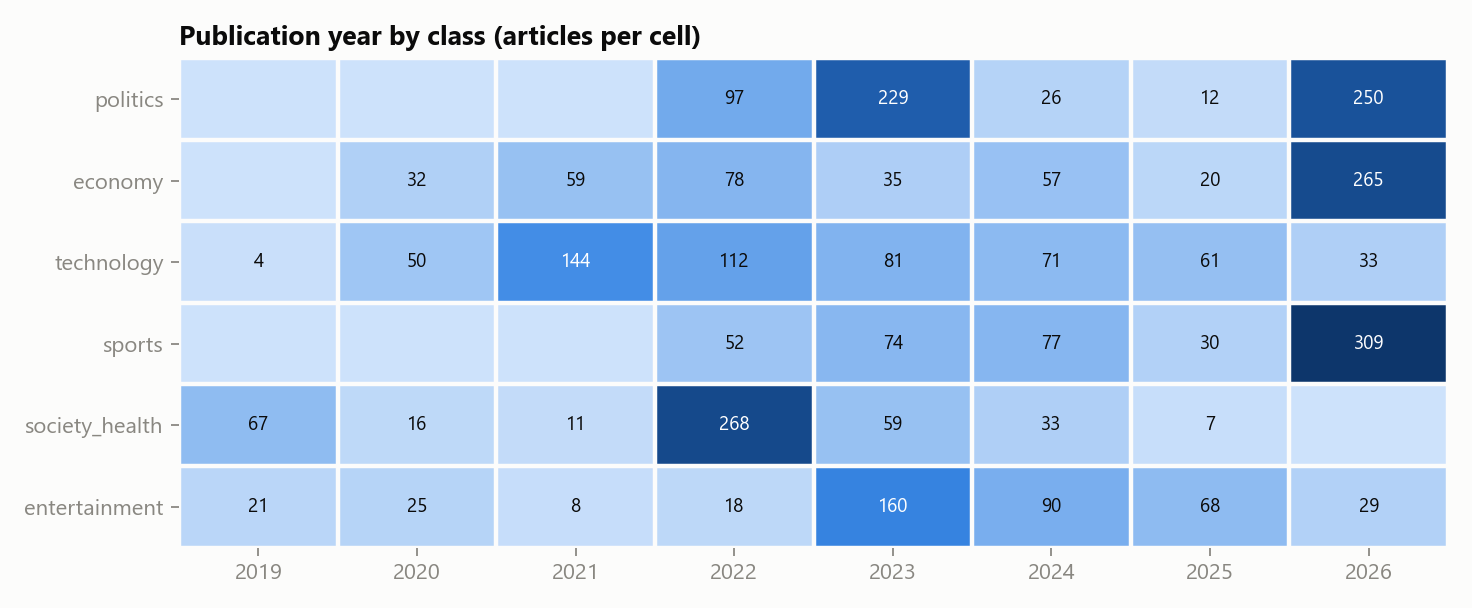 Publication year by class (articles per cell)
politics 97 229 26 12 250
economy 32 59 78 35 57 20 265
technology 4 50 144 112 81 71 61 33
sports 52 74 77 30 309
society_health 67 16 11 268 59 33 7
entertainment 21 25 8 18 160 90 68 29
2019 2020 2021 2022 2023 2024 2025 2026